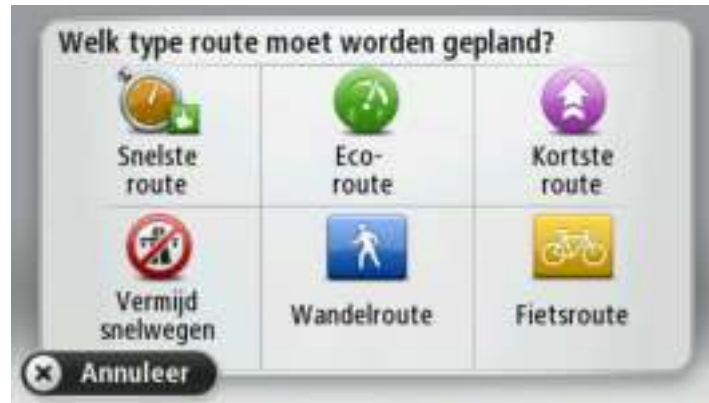 Welk type route moet worden gepland?
Snelste
route
Eco-
route
Kortste
route
Vermijd
snelwegen
Wandelroute
Fietsroute
Annuleer